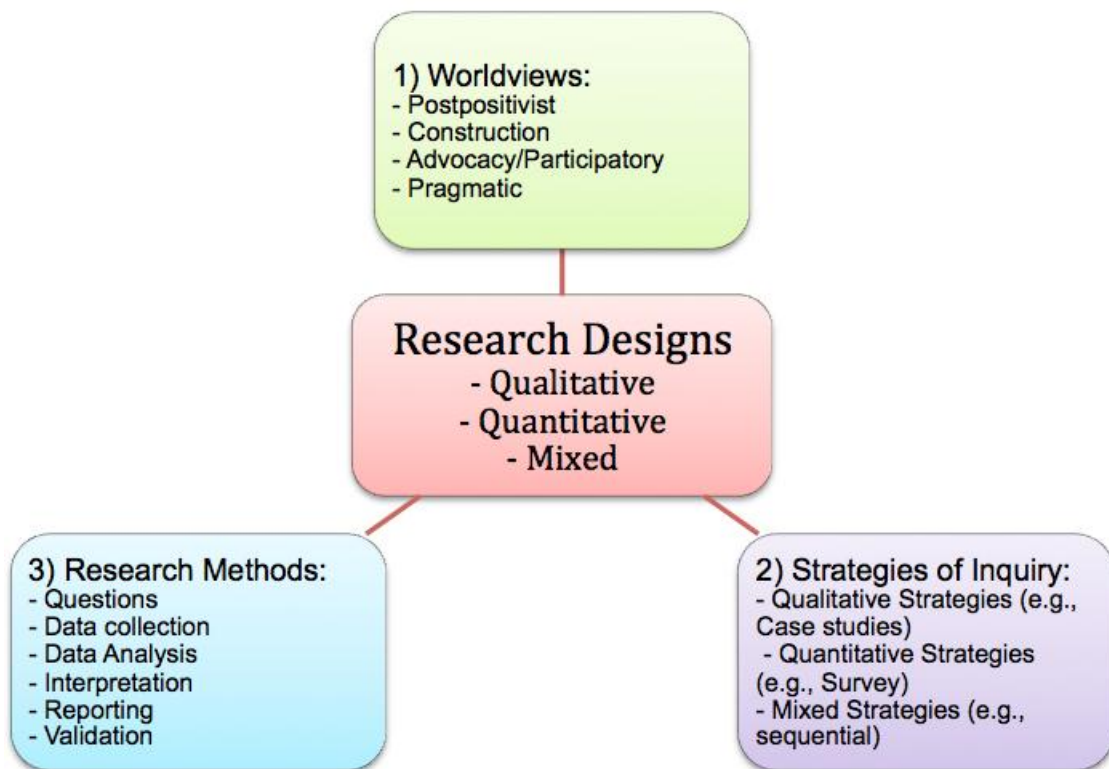 1) Worldviews:
- Postpositivist
- Construction
- Advocacy/Participatory
- Pragmatic
Research Designs
- Qualitative
- Quantitative
- Mixed
3) Research Methods:
- Questions
- Data collection
- Data Analysis
- Interpretation
- Reporting
- Validation
2) Strategies of Inquiry:
- Qualitative Strategies (e.g.,
Case studies)
- Quantitative Strategies
(e.g., Survey)
- Mixed Strategies (e.g.,
sequential)